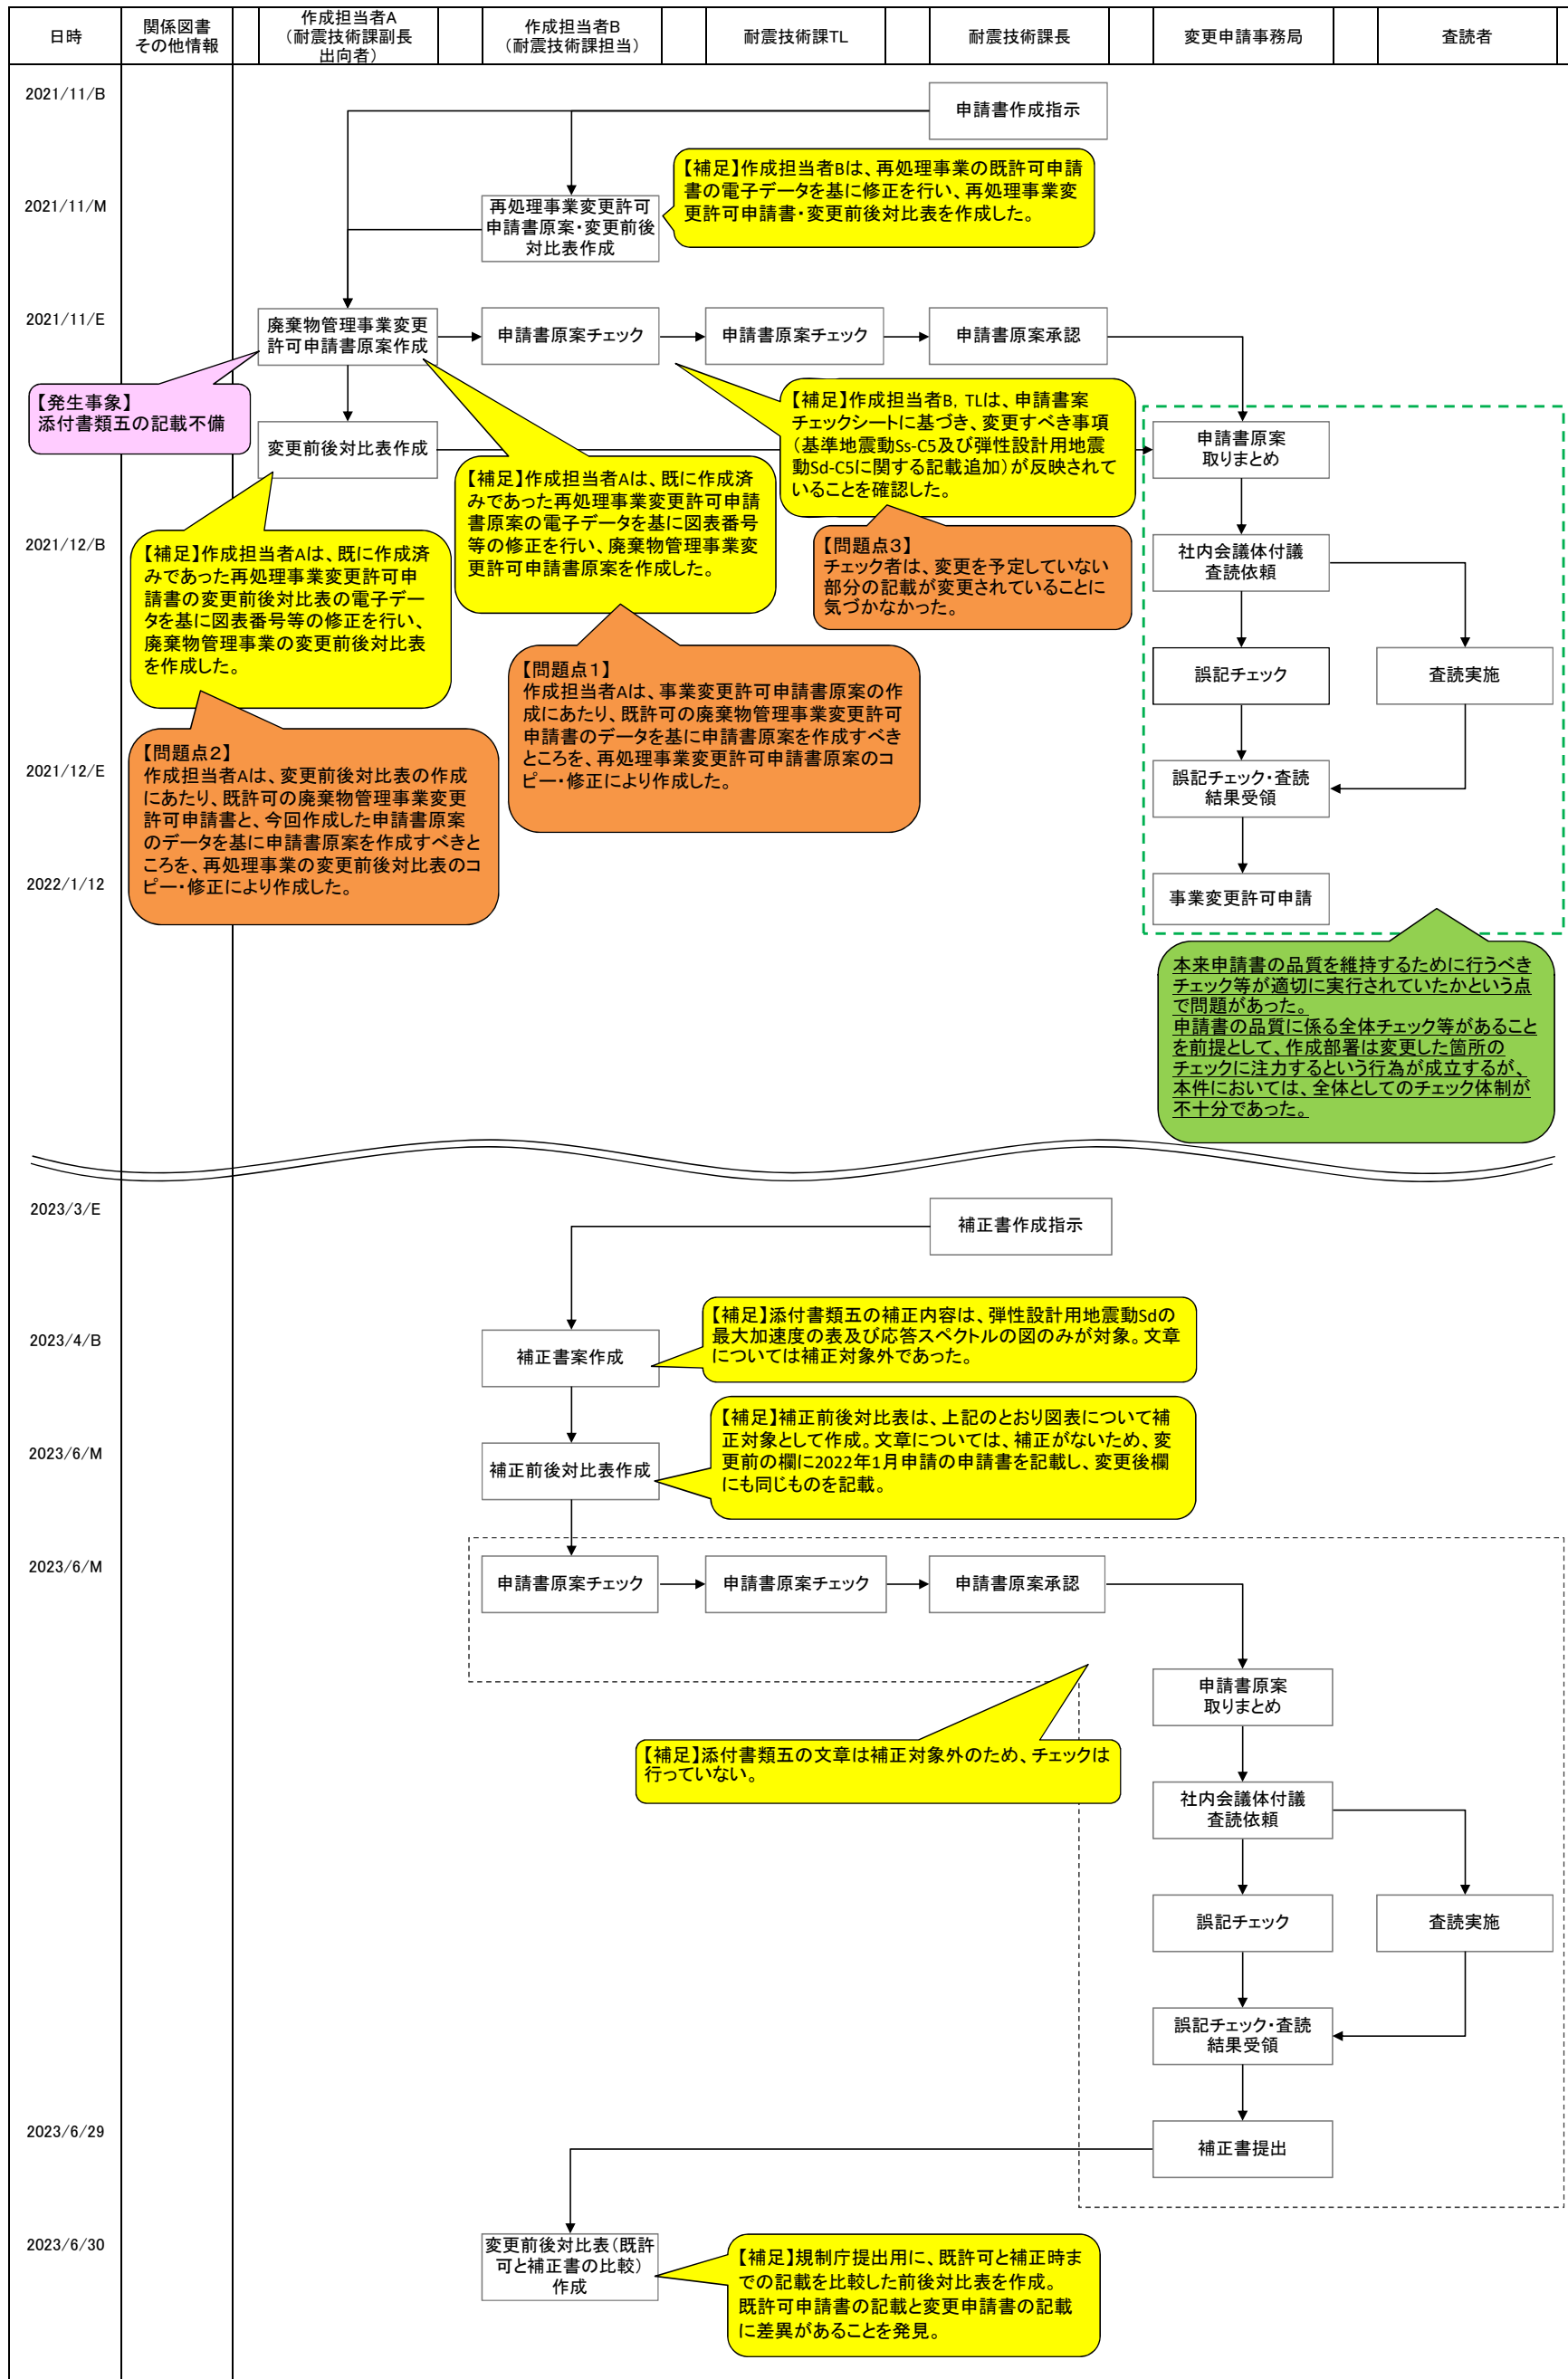 日時
関係図書
その他情報
作成担当者A
（耐震技術課副長
出向者）
作成担当者B
（耐震技術課担当）
耐震技術課TL
耐震技術課長
変更申請事務局
査読者
2021/11/B
申請書作成指示
2021/11/M
再処理事業変更許可
申請書原案・変更前後
対比表作成
【補足】作成担当者Bは、再処理事業の既許可申請
書の電子データを基に修正を行い、再処理事業変
更許可申請書・変更前後対比表を作成した。
2021/11/E
廃棄物管理事業変更
許可申請書原案作成
申請書原案チェック
申請書原案チェック
申請書原案承認
【発生事象】
添付書類五の記載不備
変更前後対比表作成
【補足】作成担当者Aは、既に作成済
みであった再処理事業変更許可申請
書原案の電子データを基に図表番号
等の修正を行い、廃棄物管理事業変
更許可申請書原案を作成した。
【補足】作成担当者B, TLは、申請書案
チェックシートに基づき、変更すべき事項
（基準地震動Ss-C5及び弾性設計用地震
動Sd-C5に関する記載追加）が反映されて
いることを確認した。
申請書原案
取りまとめ
2021/12/B
【補足】作成担当者Aは、既に作成済
みであった再処理事業変更許可申
請書の変更前後対比表の電子デー
タを基に図表番号等の修正を行い、
廃棄物管理事業の変更前後対比表
を作成した。
【問題点3】
チェック者は、変更を予定していない
部分の記載が変更されていることに
気づかなかった。
社内会議体付議
査読依頼
【問題点1】
作成担当者Aは、事業変更許可申請書原案の作
成にあたり、既許可の廃棄物管理事業変更許可
申請書のデータを基に申請書原案を作成すべき
ところを、再処理事業変更許可申請書原案のコ
ピー・修正により作成した。
誤記チェック
査読実施
【問題点2】
作成担当者Aは、変更前後対比表の作成
にあたり、既許可の廃棄物管理事業変更
許可申請書と、今回作成した申請書原案
のデータを基に申請書原案を作成すべきと
ころを、再処理事業の変更前後対比表のコ
ピー・修正により作成した。
2021/12/E
誤記チェック・査読
結果受領
2022/1/12
事業変更許可申請
本来申請書の品質を維持するために行うべき
チェック等が適切に実行されていたかという点
で問題があった。
申請書の品質に係る全体チェック等があること
を前提として、作成部署は変更した箇所の
チェックに注力するという行為が成立するが、
本件においては、全体としてのチェック体制が
不十分であった。
2023/3/E
補正書作成指示
2023/4/B
補正書案作成
【補足】添付書類五の補正内容は、弾性設計用地震動Sdの
最大加速度の表及び応答スペクトルの図のみが対象。文章
については補正対象外であった。
2023/6/M
補正前後対比表作成
【補足】補正前後対比表は、上記のとおり図表について補
正対象として作成。文章については、補正がないため、変
更前の欄に2022年1月申請の申請書を記載し、変更後欄
にも同じものを記載。
2023/6/M
申請書原案チェック
申請書原案チェック
申請書原案承認
申請書原案
取りまとめ
【補足】添付書類五の文章は補正対象外のため、チェックは
行っていない。
社内会議体付議
査読依頼
誤記チェック
査読実施
誤記チェック・査読
結果受領
2023/6/29
補正書提出
2023/6/30
変更前後対比表（既許
可と補正書の比較）
作成
【補足】規制庁提出用に、既許可と補正時ま
での記載を比較した前後対比表を作成。
既許可申請書の記載と変更申請書の記載
に差異があることを発見。